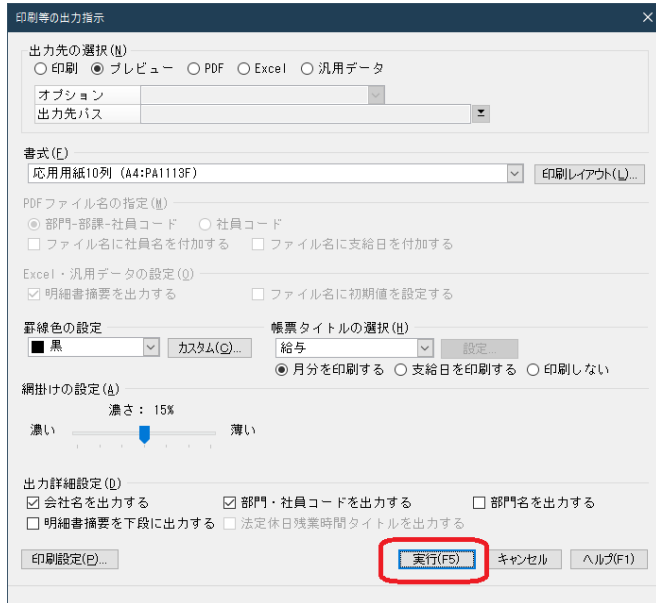 印刷等の出力指示
出力先の選択(N)
印刷 プレビュー PDF Excel 汎用データ
オプション
出力先パス
書式(F)
応用用紙10列 (A4:PA1113F) 印刷レイアウト(L)...
PDFファイル名の指定(M)
部門-部課-社員コード 社員コード
ファイル名に社員名を付加する ファイル名に支給日を付加する
Excel・汎用データの設定(O)
明細書摘要を出力する ファイル名に初期値を設定する
罫線色の設定 帳票タイトルの選択(H)
黒 カスタム(C)... 給与 設定...
月分を印刷する 支給日を印刷する 印刷しない
網掛けの設定(A)
濃さ: 15%
濃い 薄い
出力詳細設定(D)
会社名を出力する 部門・社員コードを出力する 部門名を出力する
明細書摘要を下段に出力する 法定休日残業時間タイトルを出力する
印刷設定(P)... 実行(F5) キャンセル ヘルプ(F1)